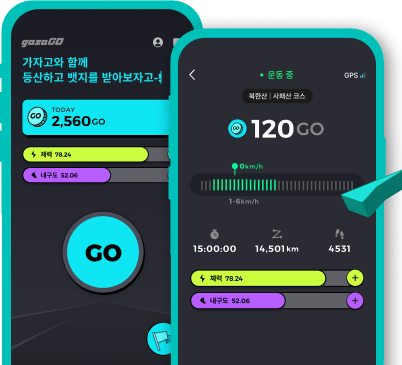 gazaGO
가자고와 함께
등산하고 뱃지를 받아보자고-!
GO
TODAY
2,560GO
체력 78.24
내구도 52.06
GO
운동 중
GPS
북한산 | 사패산 코스
GO
120GO
0km/h
1-6km/h
15:00:00
14,501km
4531
체력 78.24
+
내구도 52.06
+